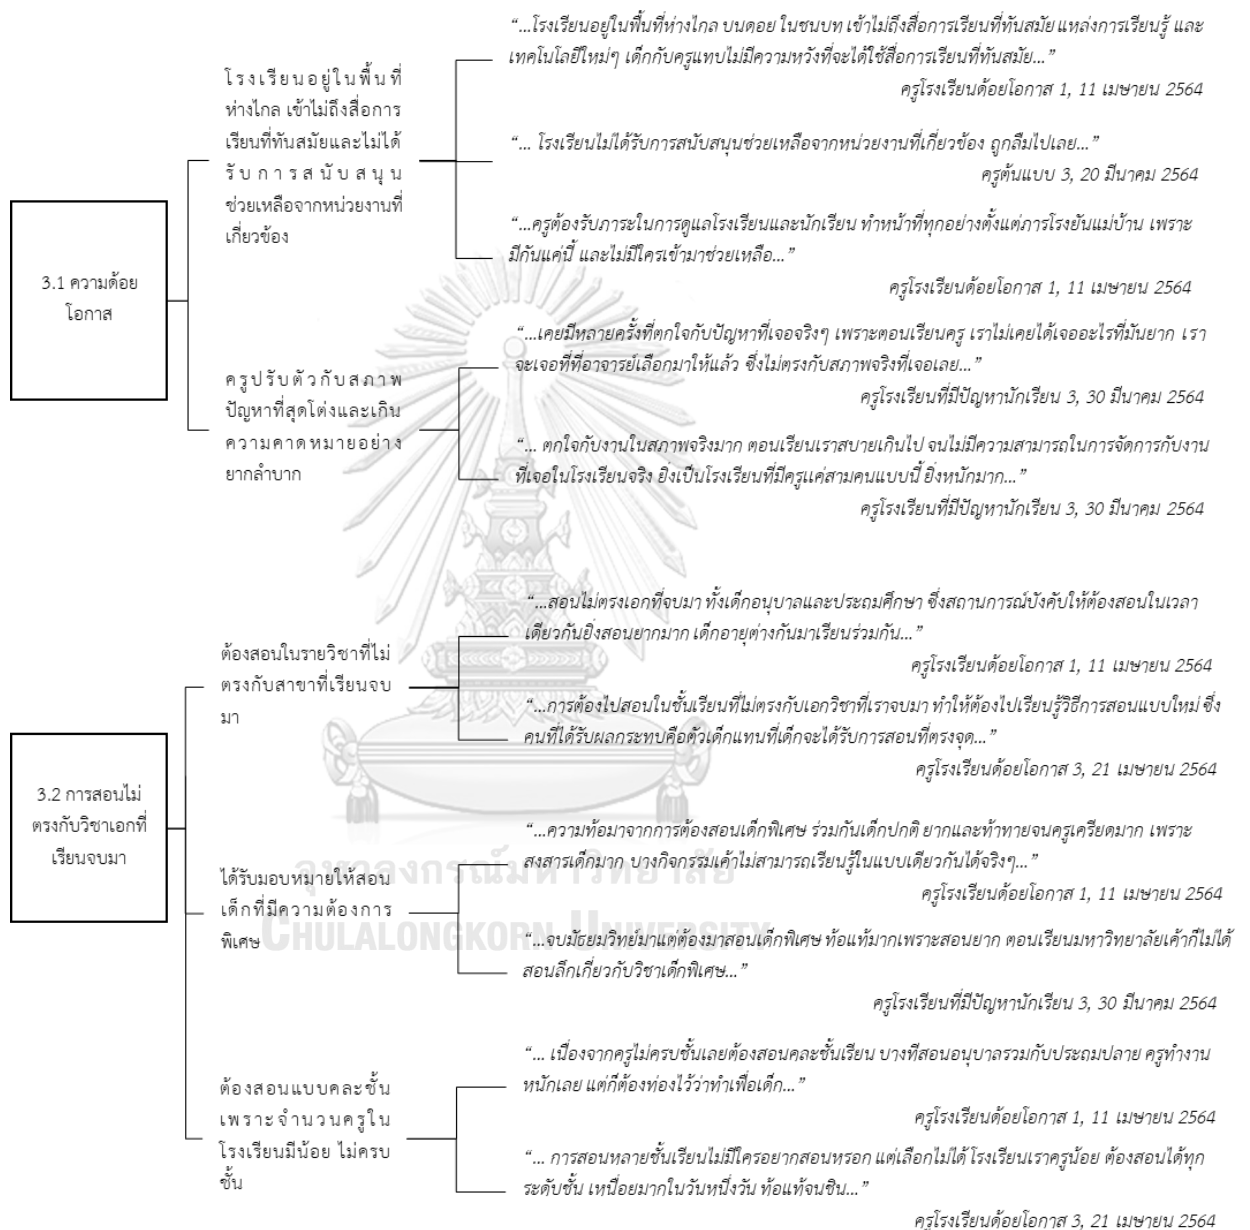 “...โรงเรียนอยู่ในพื้นที่ห่างไกล บนดอย ในชนบท เข้าไม่ถึงสื่อการเรียนที่ทันสมัย แหล่งการเรียนรู้ และ
เทคโนโลยีใหม่ๆ เด็กกับครูแทบไม่มีความหวังที่จะได้ใช้สื่อการเรียนที่ทันสมัย...”
ครูโรงเรียนด้อยโอกาส 1, 11 เมษายน 2564
โรงเรียนอยู่ในพื้นที่
ห่างไกล เข้าไม่ถึงสื่อการ
เรียนที่ทันสมัยและไม่ได้
รับการสนับสนุน
ช่วยเหลือจากหน่วยงานที่
เกี่ยวข้อง
“... โรงเรียนไม่ได้รับการสนับสนุนช่วยเหลือจากหน่วยงานที่เกี่ยวข้อง ถูกลืมไปเลย...”
ครูต้นแบบ 3, 20 มีนาคม 2564
“...ครูต้องรับภาระในการดูแลโรงเรียนและนักเรียน ทำหน้าที่ทุกอย่างตั้งแต่ภารโรงยันแม่บ้าน เพราะ
มีกันแค่นี้ และไม่มีใครเข้ามาช่วยเหลือ...”
ครูโรงเรียนด้อยโอกาส 1, 11 เมษายน 2564
3.1 ความด้อย
โอกาส
“...เคยมีหลายครั้งที่ตกใจกับปัญหาที่เจอจริงๆ เพราะตอนเรียนครู เราไม่เคยได้เจออะไรที่มันยาก เรา
จะเจอที่ที่อาจารย์เลือกมาให้แล้ว ซึ่งไม่ตรงกับสภาพจริงที่เจอเลย...”
ครูโรงเรียนที่มีปัญหานักเรียน 3, 30 มีนาคม 2564
ครูปรับตัวกับสภาพ
ปัญหาที่สุดโต่งและเกิน
ความคาดหมายอย่าง
ยากลำบาก
“... ตกใจกับงานในสภาพจริงมาก ตอนเรียนเราสบายเกินไป จนไม่มีความสามารถในการจัดการกับงาน
ที่เจอในโรงเรียนจริง ยิ่งเป็นโรงเรียนที่มีครูแค่สามคนแบบนี้ ยิ่งหนักมาก...”
ครูโรงเรียนที่มีปัญหานักเรียน 3, 30 มีนาคม 2564
“...สอนไม่ตรงเอกที่จบมา ทั้งเด็กอนุบาลและประถมศึกษา ซึ่งสถานการณ์บังคับให้ต้องสอนในเวลา
เดียวกันยิ่งสอนยากมาก เด็กอายุต่างกันมาเรียนร่วมกัน...”
ครูโรงเรียนด้อยโอกาส 1, 11 เมษายน 2564
ต้องสอนในรายวิชาที่ไม่
ตรงกับสาขาที่เรียนจบ
มา
“...การต้องไปสอนในชั้นเรียนที่ไม่ตรงกับเอกวิชาที่เราจบมา ทำให้ต้องไปเรียนรู้วิธีการสอนแบบใหม่ ซึ่ง
คนที่ได้รับผลกระทบคือตัวเด็กแทนที่เด็กจะได้รับการสอนที่ตรงจุด...”
ครูโรงเรียนด้อยโอกาส 3, 21 เมษายน 2564
3.2 การสอนไม่
ตรงกับวิชาเอกที่
เรียนจบมา
“...ความท้อมาจากการต้องสอนเด็กพิเศษ ร่วมกันเด็กปกติ ยากและท้าทายจนครูเครียดมาก เพราะ
สงสารเด็กมาก บางกิจกรรมเค้าไม่สามารถเรียนรู้ในแบบเดียวกันได้จริงๆ...”
ครูโรงเรียนด้อยโอกาส 1, 11 เมษายน 2564
จุฬาลงกรณ์มหาวิทยาลัย
CHULALONGKORN UNIVERSITY
ได้รับมอบหมายให้สอน
เด็กที่มีความต้องการ
พิเศษ
“...จบมัธยมวิทย์มาแต่ต้องมาสอนเด็กพิเศษ ท้อแท้มากเพราะสอนยาก ตอนเรียนมหาวิทยาลัยเค้าก็ไม่ได้
สอนลึกเกี่ยวกับวิชาเด็กพิเศษ...”
ครูโรงเรียนที่มีปัญหานักเรียน 3, 30 มีนาคม 2564
“... เนื่องจากครูไม่ครบชั้นเลยต้องสอนคละชั้นเรียน บางทีสอนอนุบาลรวมกับประถมปลาย ครูทำงาน
หนักเลย แต่ก็ต้องท่องไว้ว่าทำเพื่อเด็ก...”
ครูโรงเรียนด้อยโอกาส 1, 11 เมษายน 2564
ต้องสอนแบบคละชั้น
เพราะจำนวนครูใน
โรงเรียนมีน้อย ไม่ครบ
ชั้น
“... การสอนหลายชั้นเรียนไม่มีใครอยากสอนหรอก แต่เลือกไม่ได้ โรงเรียนเราครูน้อย ต้องสอนได้ทุก
ระดับชั้น เหนื่อยมากในวันหนึ่งวัน ท้อแท้จนชิน...”
ครูโรงเรียนด้อยโอกาส 3, 21 เมษายน 2564